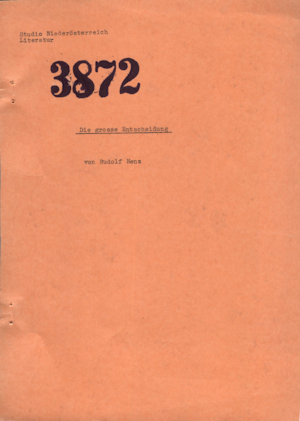 Studio Niederösterreich
Literatur
3872
Die grosse Entscheidung
von Rudolf Henz